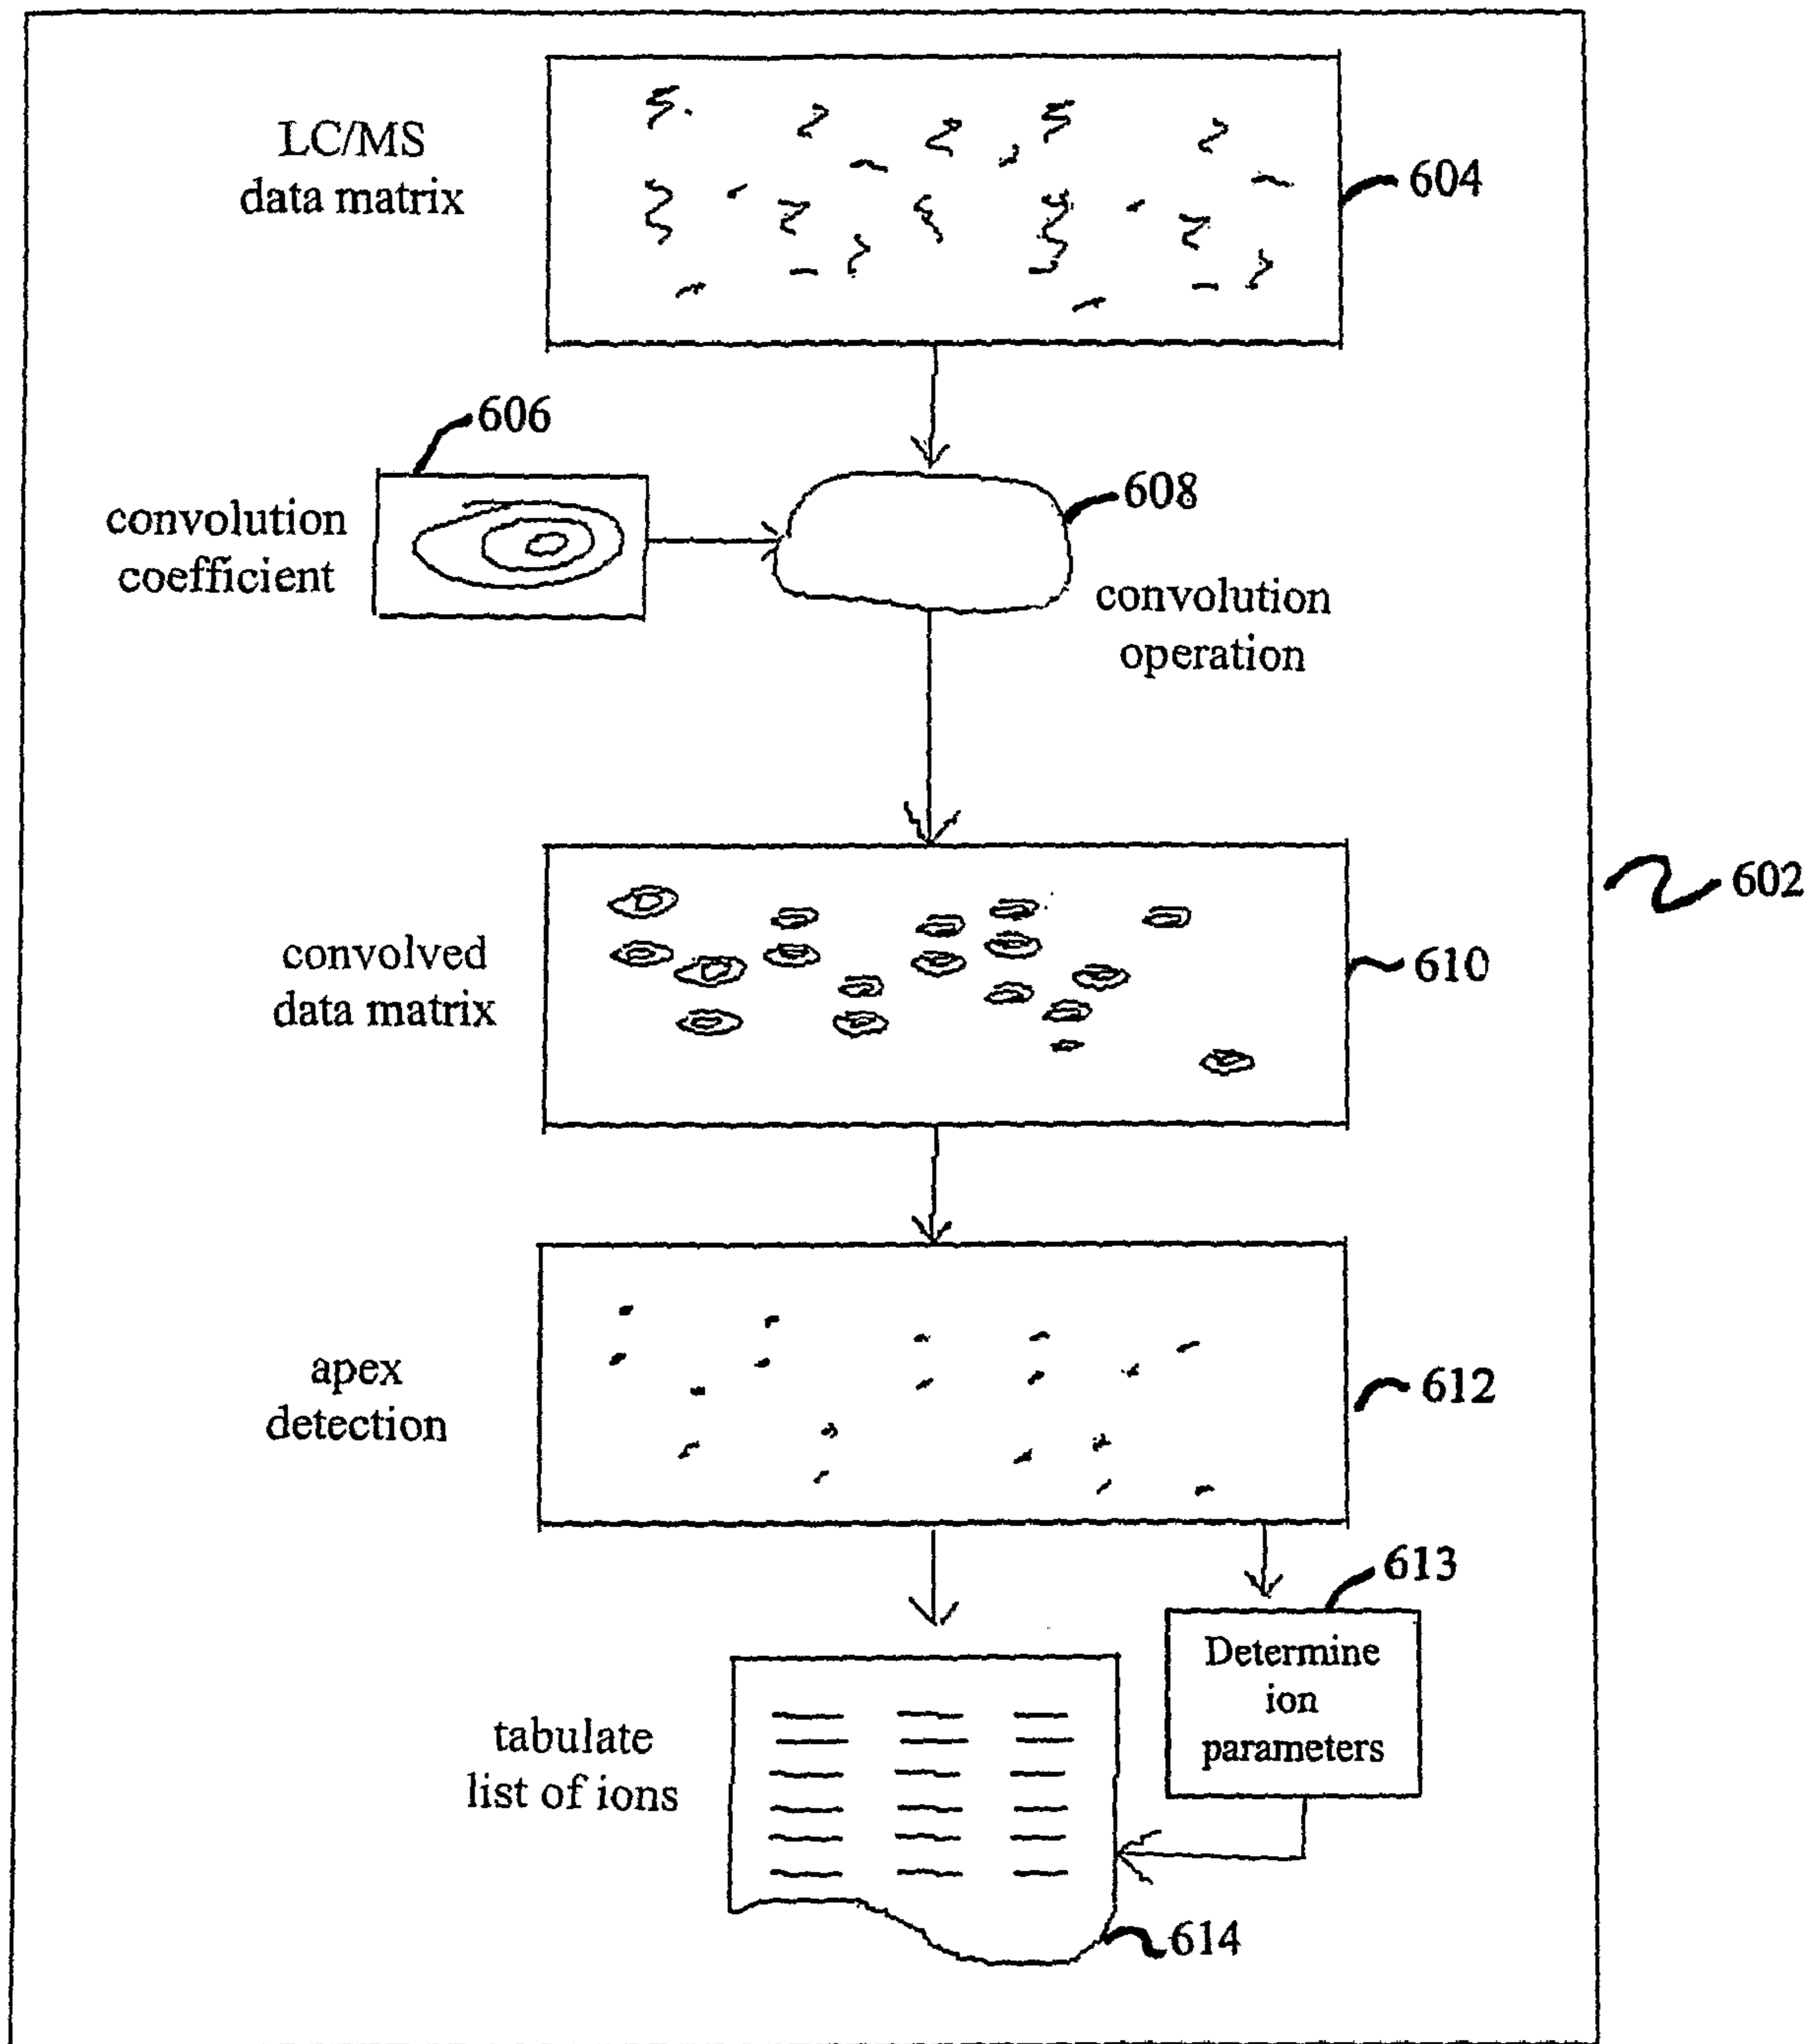 LC/MS
data matrix
604
606
608
convolution
coefficient
convolution
operation
602
convolved
data matrix
610
apex
detection
612
613
Determine
ion
parameters
tabulate
list of ions
614